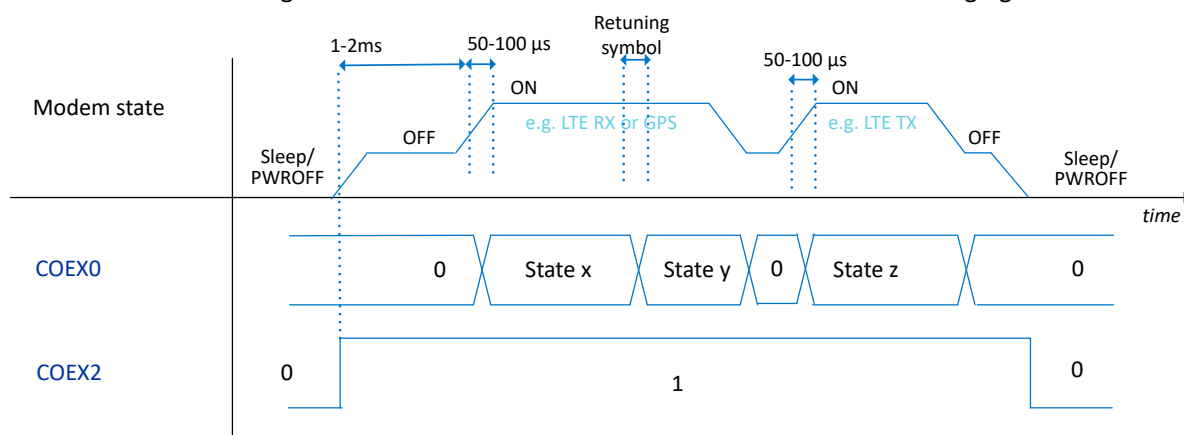 Retuning
symbol
1-2ms
50-100 µs
50-100 µs
ON
ON
Modem state
e.g. LTE RX or GPS
e.g. LTE TX
OFF
OFF
Sleep/
PWROFF
Sleep/
PWROFF
time
COEX0
0
State x
State y
0
State z
0
COEX2
0
1
0